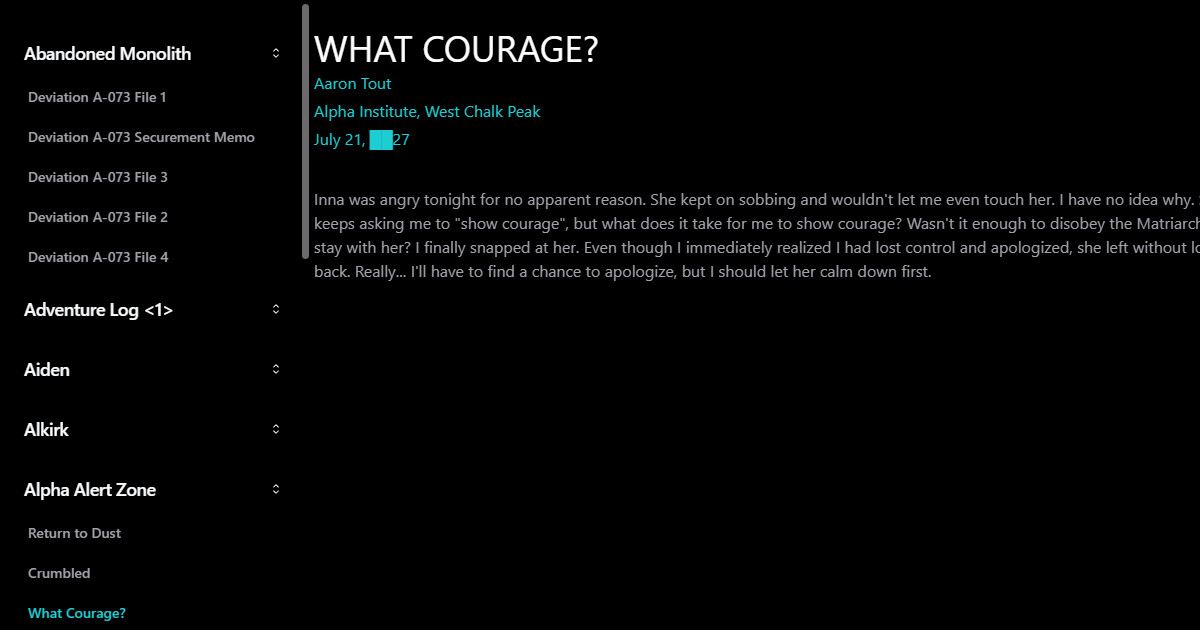 Abandoned Monolith
Deviation A-073 File 1
Deviation A-073 Securement Memo
Deviation A-073 File 3
Deviation A-073 File 2
Deviation A-073 File 4
Adventure Log <1>
Aiden
Alkirk
Alpha Alert Zone
Return to Dust
Crumbled
What Courage?
WHAT COURAGE?
Aaron Tout
Alpha Institute, West Chalk Peak
July 21, ██27
Inna was angry tonight for no apparent reason. She kept on sobbing and wouldn't let me even touch her. I have no idea why.
keeps asking me to "show courage", but what does it take for me to show courage? Wasn't it enough to disobey the Matriarch
stay with her? I finally snapped at her. Even though I immediately realized I had lost control and apologized, she left without
back. Really... I'll have to find a chance to apologize, but I should let her calm down first.